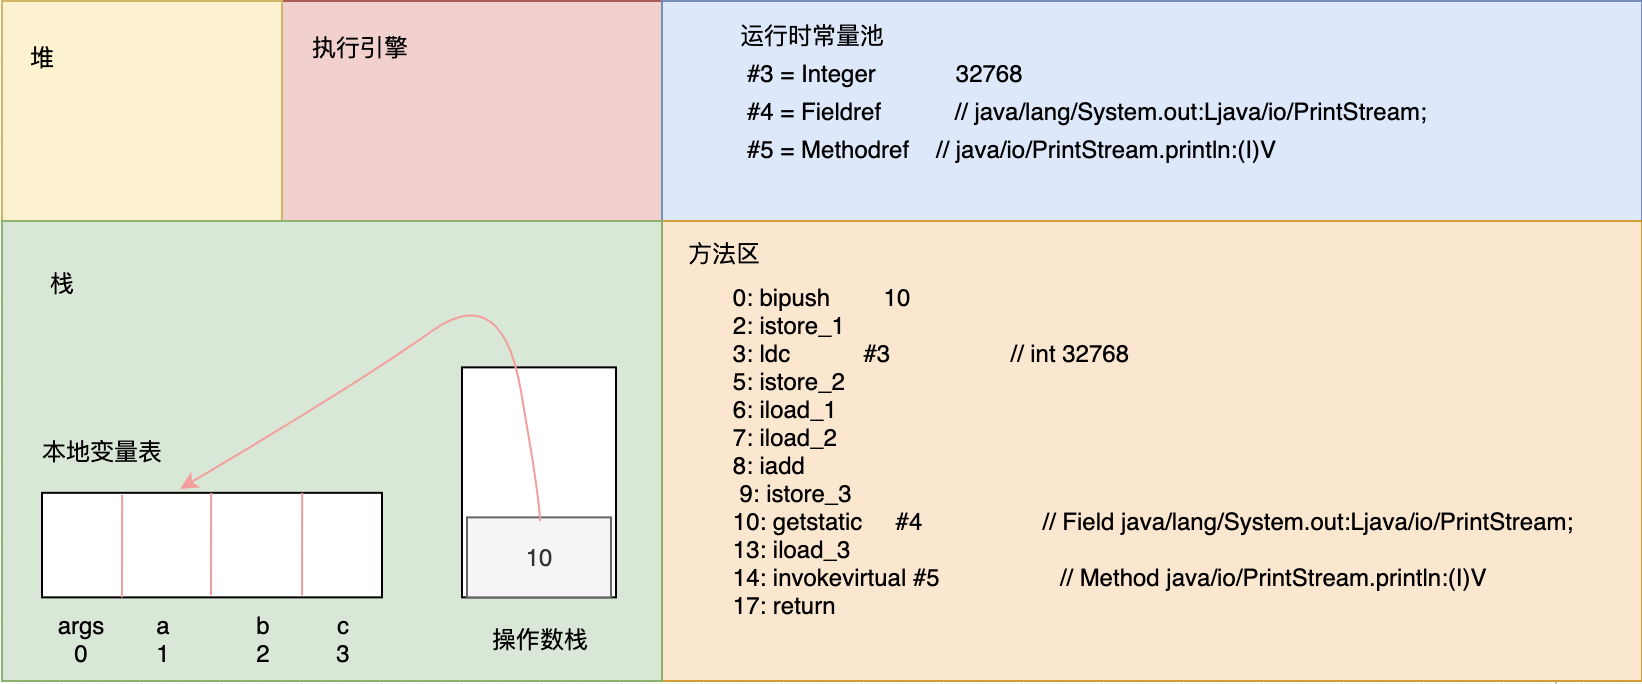 堆
执行引擎
运行时常量池
#3 = Integer 32768
#4 = Fieldref // java/lang/System.out:Ljava/io/PrintStream;
#5 = Methodref // java/io/PrintStream.println:(I)V
栈
本地变量表
10
args a b c
0 1 2 3
操作数栈
方法区
0: bipush 10
2: istore_1
3: ldc #3 // int 32768
5: istore_2
6: iload_1
7: iload_2
8: iadd
9: istore_3
10: getstatic #4 // Field java/lang/System.out:Ljava/io/PrintStream;
13: iload_3
14: invokevirtual #5 // Method java/io/PrintStream.println:(I)V
17: return